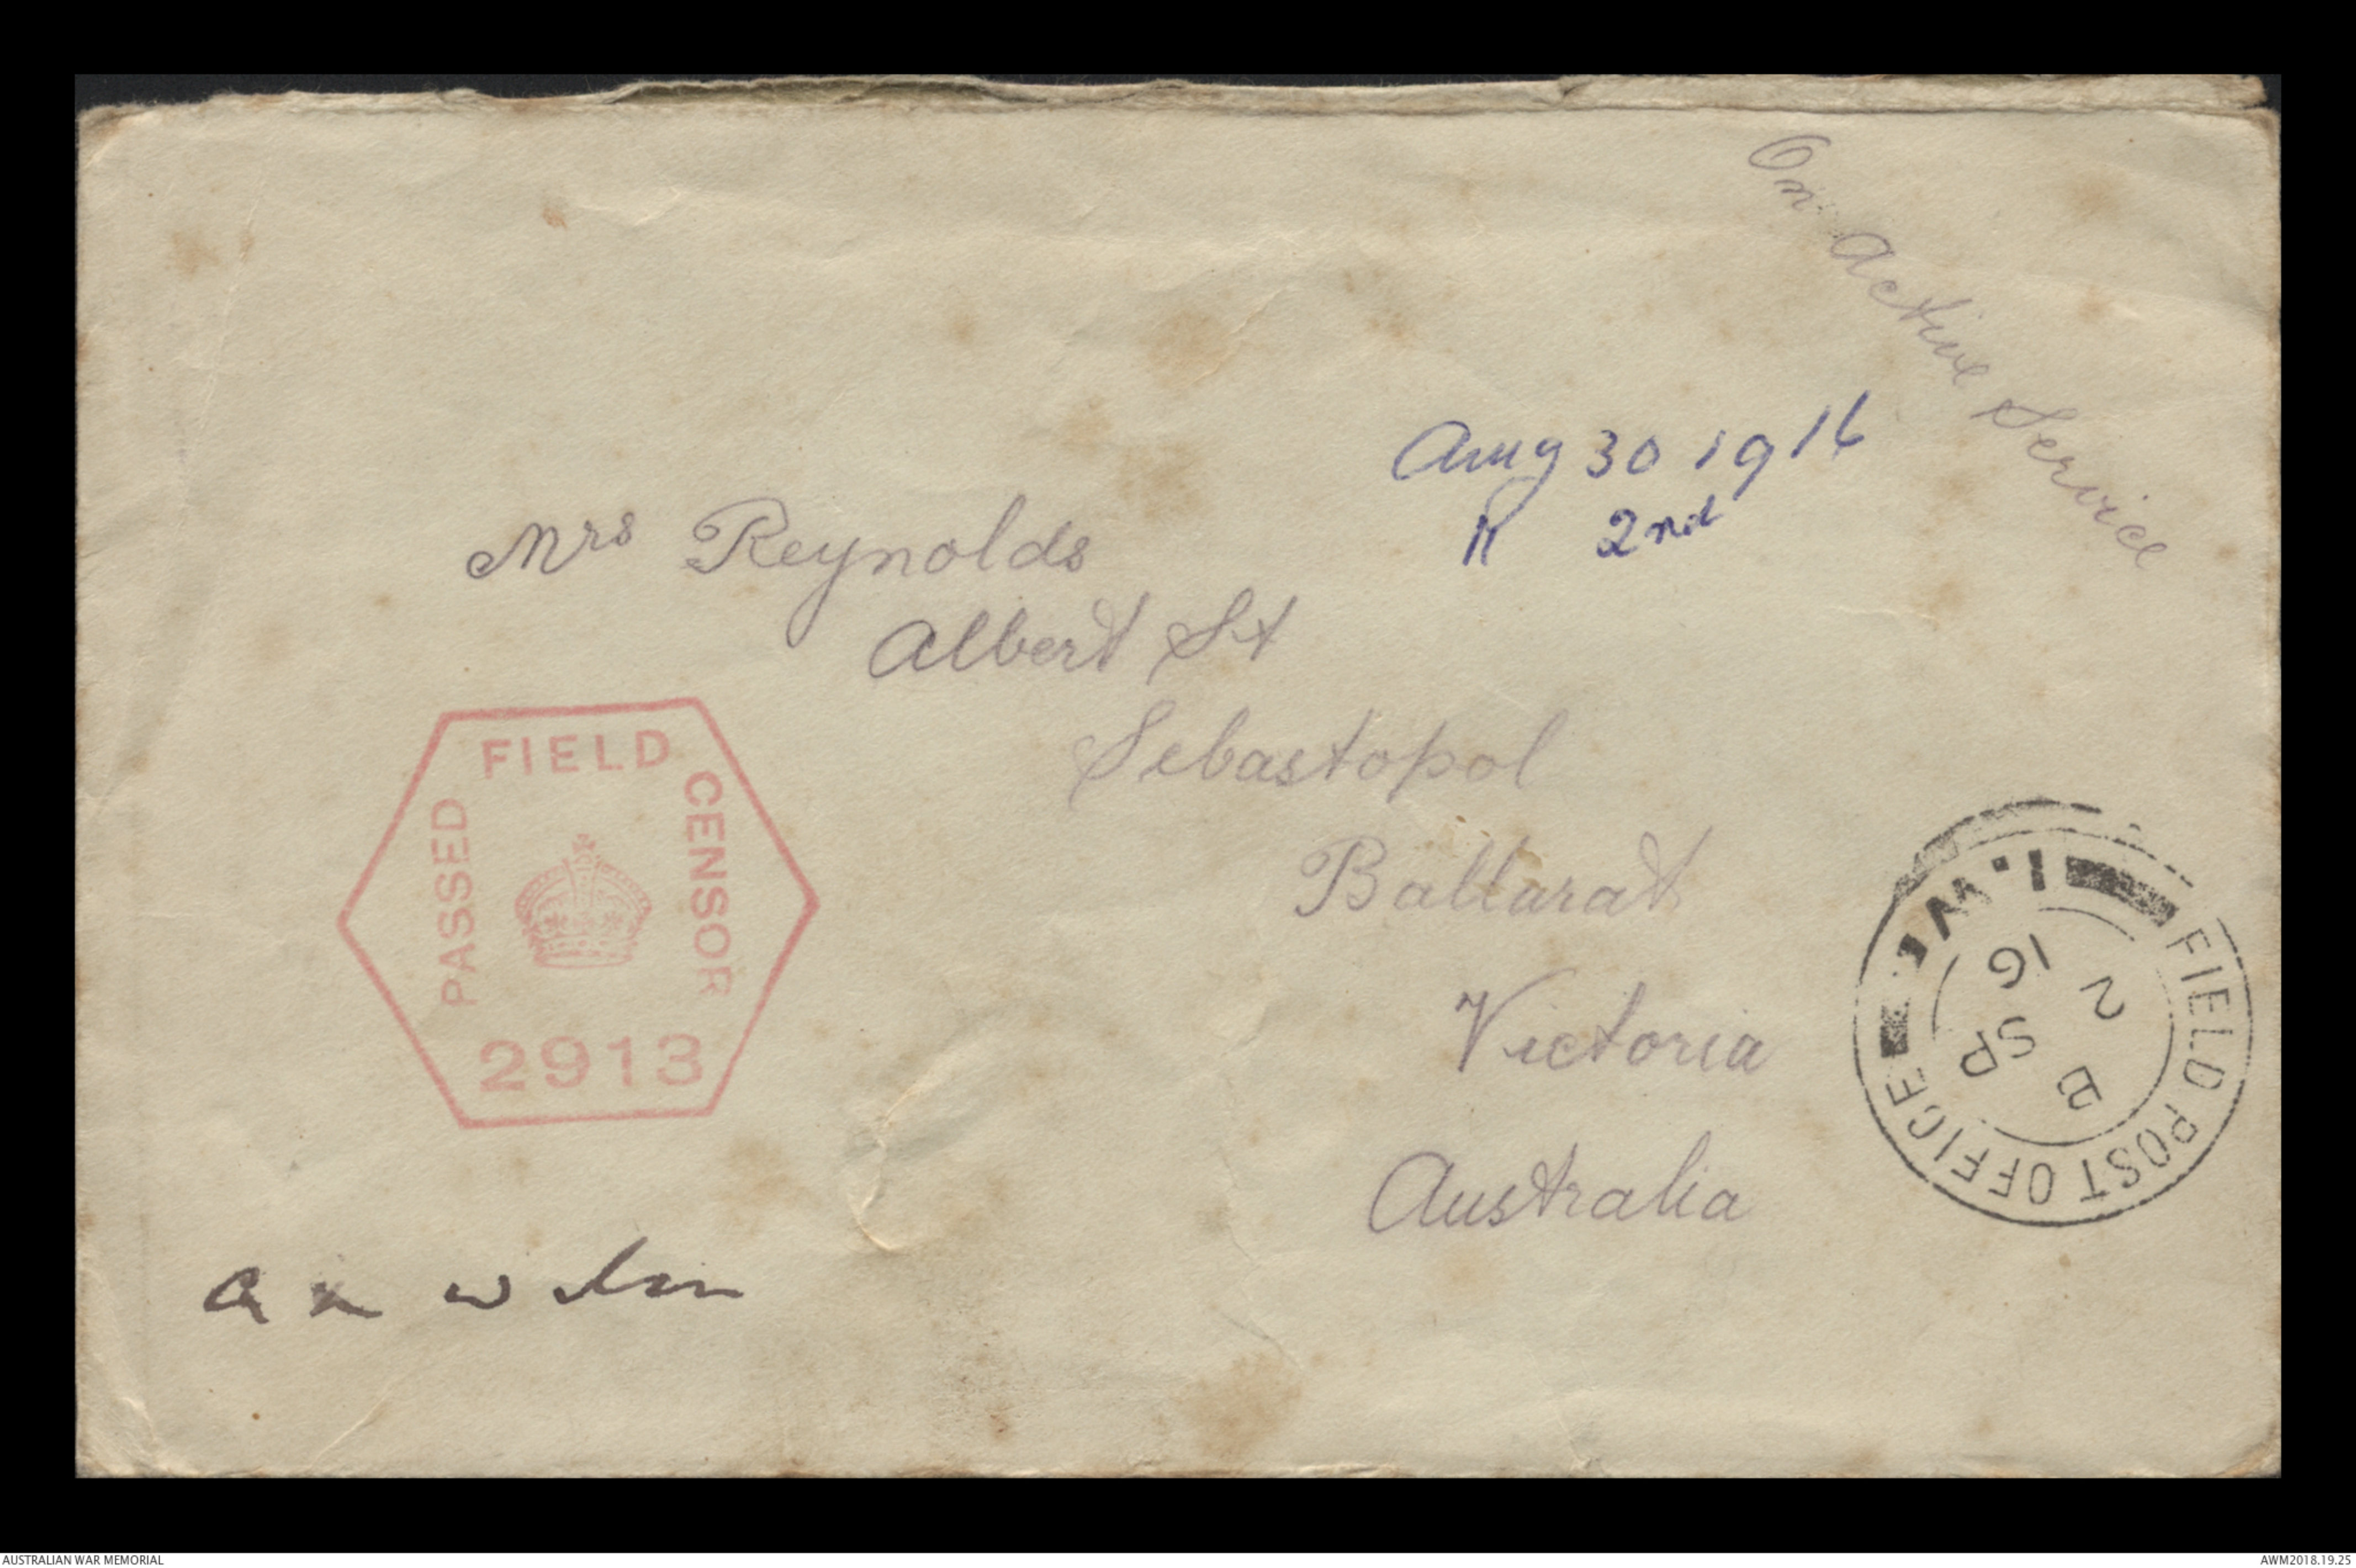 On Active Service
Aug 30 1916
R 2nd
Mrs Reynolds
Albert St
Sebastopol
Ballarat
Victoria
Australia
PASSED FIELD CENSOR
2913
FIELD POST OFFICE
B
2 SP
16
AUSTRALIAN WAR MEMORIAL
AWM2018.19.25